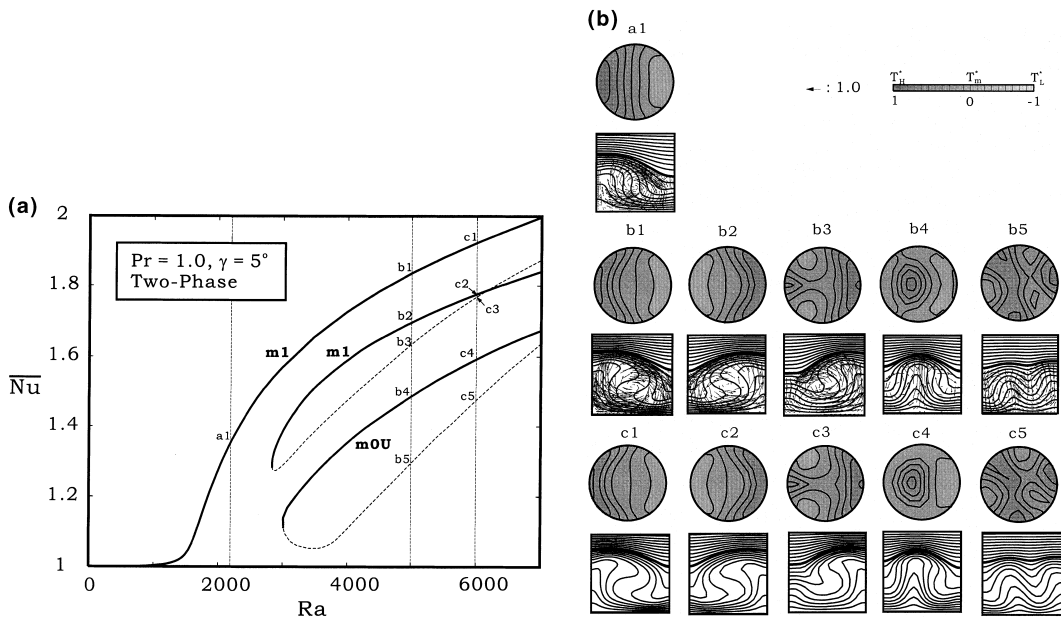 (a)
2
1.8
1.6
Nu
1.4
1.2
1
0
2000
4000
6000
Ra
Pr = 1.0, γ = 5°
Two-Phase
a1
m1
m1
b1
b2
b3
b4
b5
c1
c2
c3
c4
c5
m0U
(b)
a1
: 1.0
T*H T*m T*L
1 0 -1
b1 b2 b3 b4 b5
c1 c2 c3 c4 c5